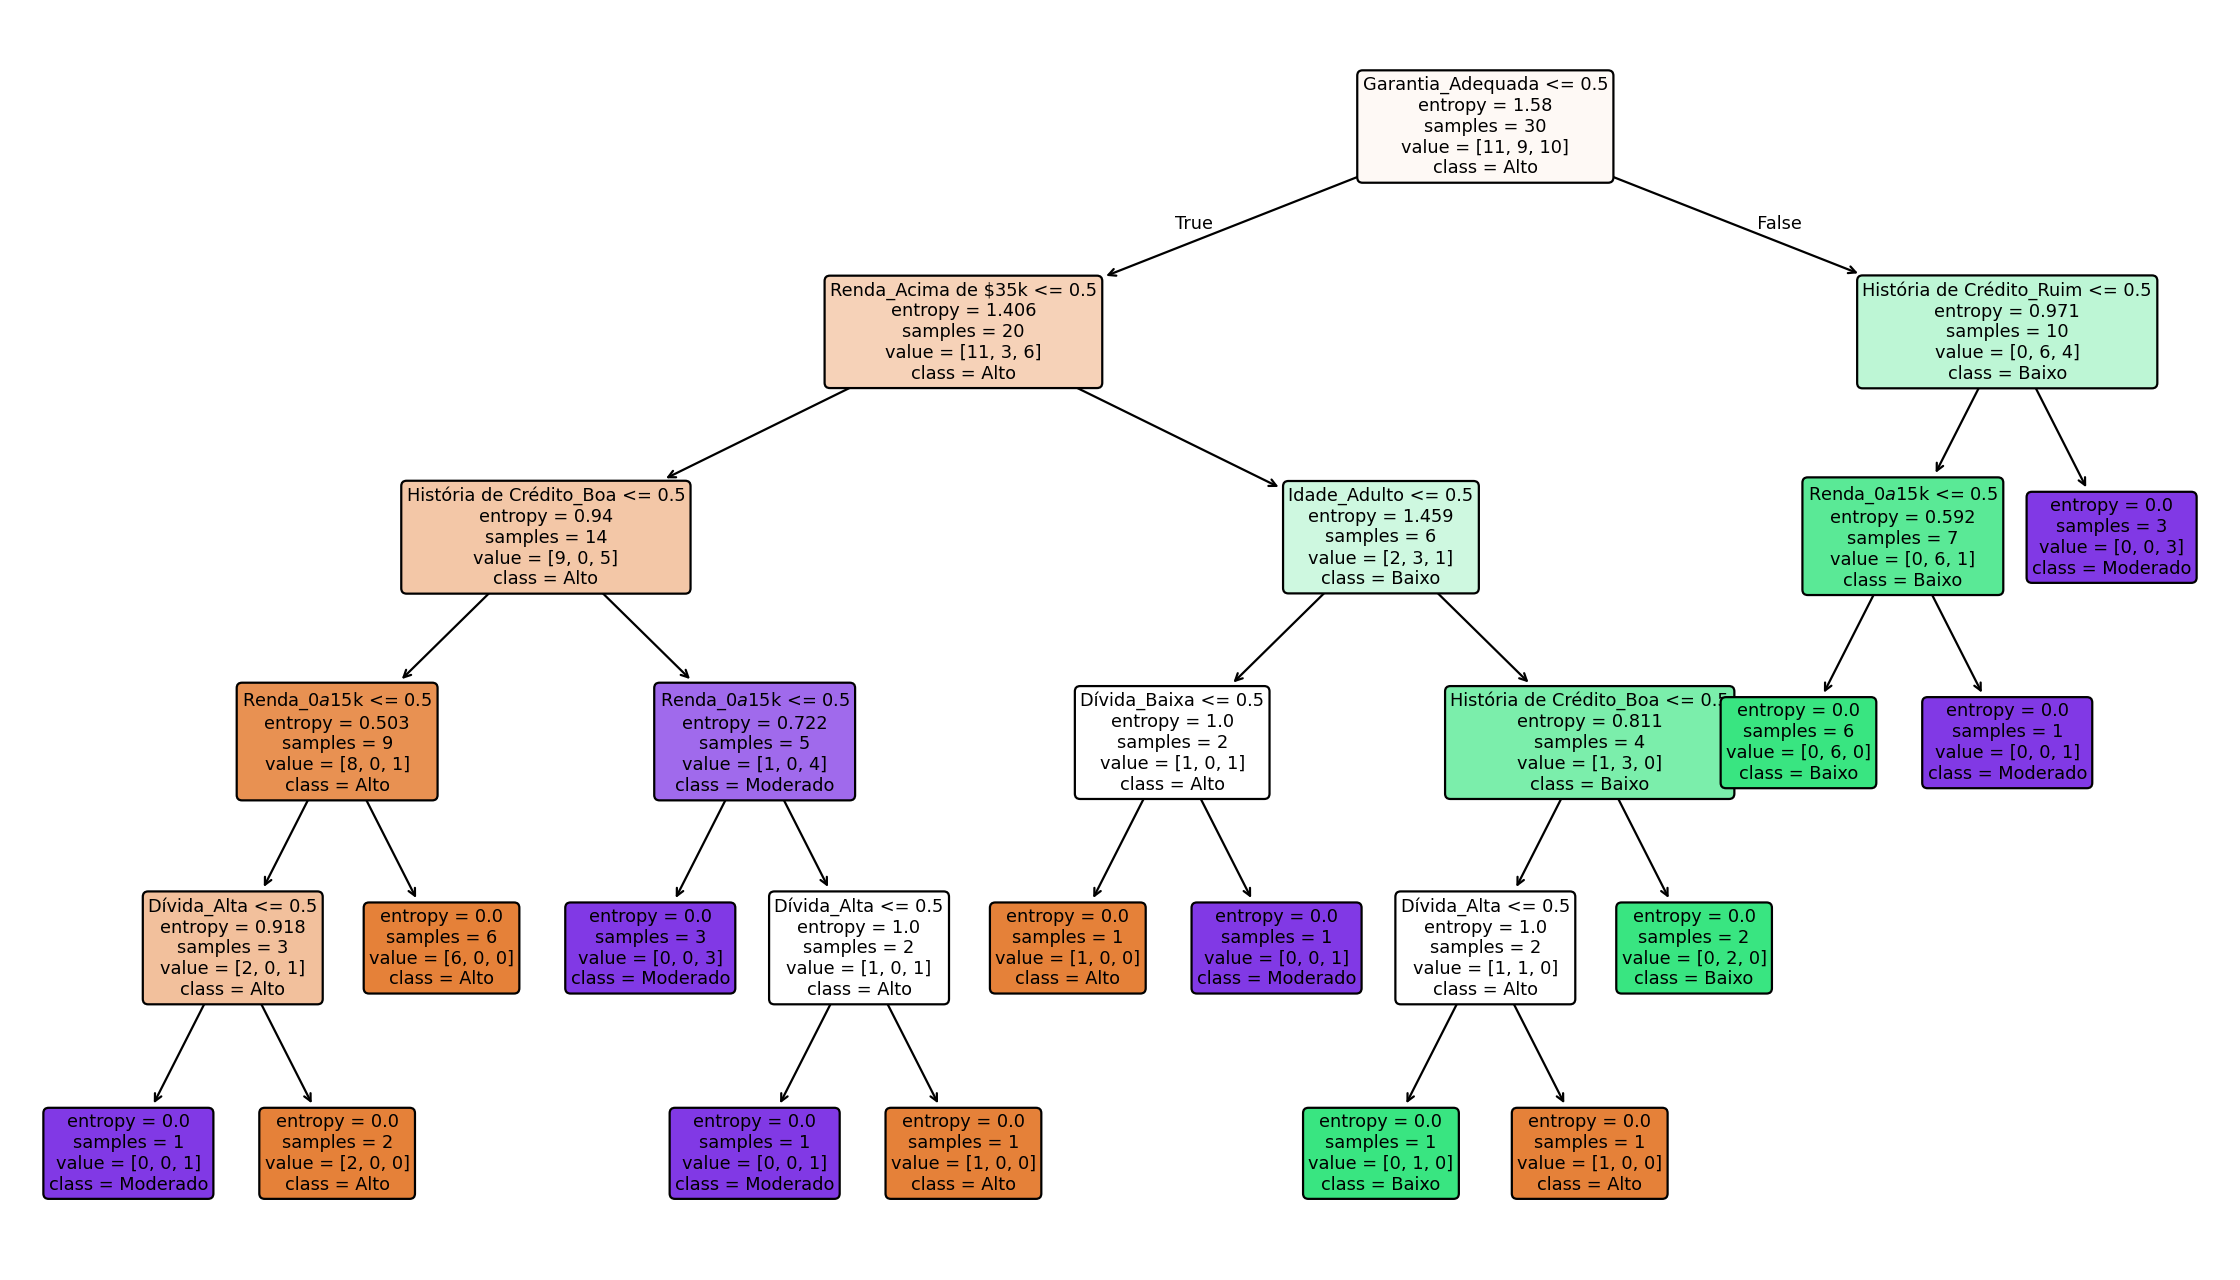 Garantia_Adequada <= 0.5
entropy = 1.58
samples = 30
value = [11, 9, 10]
class = Alto
True
False
Renda_Acima de $35k <= 0.5
entropy = 1.406
samples = 20
value = [11, 3, 6]
class = Alto
História de Crédito_Ruim <= 0.5
entropy = 0.971
samples = 10
value = [0, 6, 4]
class = Baixo
História de Crédito_Boa <= 0.5
entropy = 0.94
samples = 14
value = [9, 0, 5]
class = Alto
Idade_Adulto <= 0.5
entropy = 1.459
samples = 6
value = [2, 3, 1]
class = Baixo
Renda_0a15k <= 0.5
entropy = 0.592
samples = 7
value = [0, 6, 1]
class = Baixo
entropy = 0.0
samples = 3
value = [0, 0, 3]
class = Moderado
Renda_0a15k <= 0.5
entropy = 0.503
samples = 9
value = [8, 0, 1]
class = Alto
Renda_0a15k <= 0.5
entropy = 0.722
samples = 5
value = [1, 0, 4]
class = Moderado
Dívida_Baixa <= 0.5
entropy = 1.0
samples = 2
value = [1, 0, 1]
class = Alto
História de Crédito_Boa <= 0.5
entropy = 0.811
samples = 4
value = [1, 3, 0]
class = Baixo
entropy = 0.0
samples = 6
value = [0, 6, 0]
class = Baixo
entropy = 0.0
samples = 1
value = [0, 0, 1]
class = Moderado
Dívida_Alta <= 0.5
entropy = 0.918
samples = 3
value = [2, 0, 1]
class = Alto
entropy = 0.0
samples = 6
value = [6, 0, 0]
class = Alto
entropy = 0.0
samples = 3
value = [0, 0, 3]
class = Moderado
Dívida_Alta <= 0.5
entropy = 1.0
samples = 2
value = [1, 0, 1]
class = Alto
entropy = 0.0
samples = 1
value = [1, 0, 0]
class = Alto
entropy = 0.0
samples = 1
value = [0, 0, 1]
class = Moderado
Dívida_Alta <= 0.5
entropy = 1.0
samples = 2
value = [1, 1, 0]
class = Alto
entropy = 0.0
samples = 2
value = [0, 2, 0]
class = Baixo
entropy = 0.0
samples = 1
value = [0, 0, 1]
class = Moderado
entropy = 0.0
samples = 2
value = [2, 0, 0]
class = Alto
entropy = 0.0
samples = 1
value = [0, 0, 1]
class = Moderado
entropy = 0.0
samples = 1
value = [1, 0, 0]
class = Alto
entropy = 0.0
samples = 1
value = [0, 1, 0]
class = Baixo
entropy = 0.0
samples = 1
value = [1, 0, 0]
class = Alto